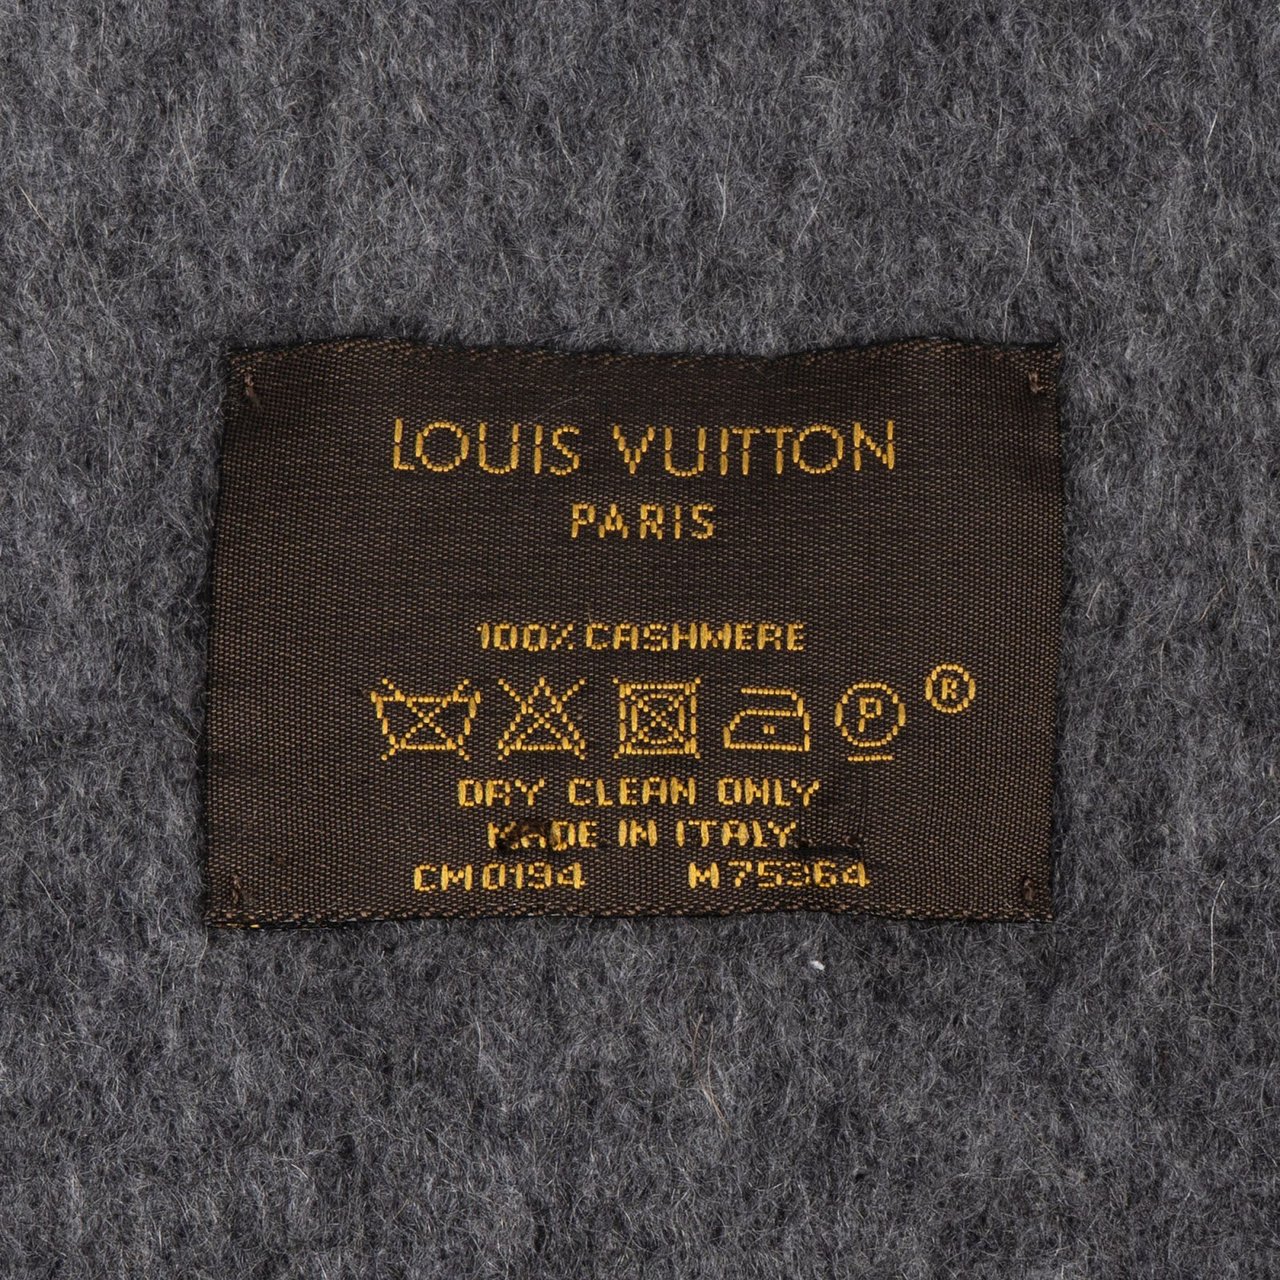 LOUIS VUITTON
PARIS
100% CASHMERE
P ®
DRY CLEAN ONLY
MADE IN ITALY
CM0194 M75364